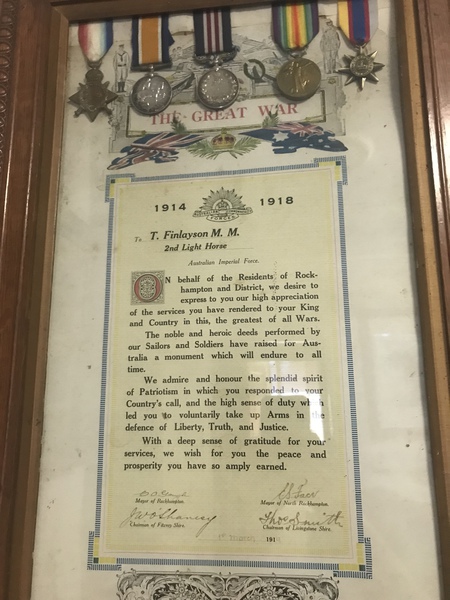 THE GREAT WAR
1914 1918
To T. Finlayson M. M.
2nd Light Horse
Australian Imperial Force.
ON behalf of the Residents of Rock-
hampton and District, we desire to
express to you our high appreciation
of the services you have rendered to your King
and Country in this, the greatest of all Wars.
The noble and heroic deeds performed by
our Sailors and Soldiers have raised for Aus-
tralia a monument which will endure to all
time.
We admire and honour the splendid spirit
of Patriotism in which you responded to your
Country's call, and the high sense of duty which
led you to voluntarily take up Arms in the
defence of Liberty, Truth, and Justice.
With a deep sense of gratitude for your
services, we wish for you the peace and
prosperity you have so amply earned.
Mayor of Rockhampton.
Mayor of North Rockhampton.
Chairman of Fitzroy Shire.
Thos Smith
Chairman of Livingstone Shire.
191